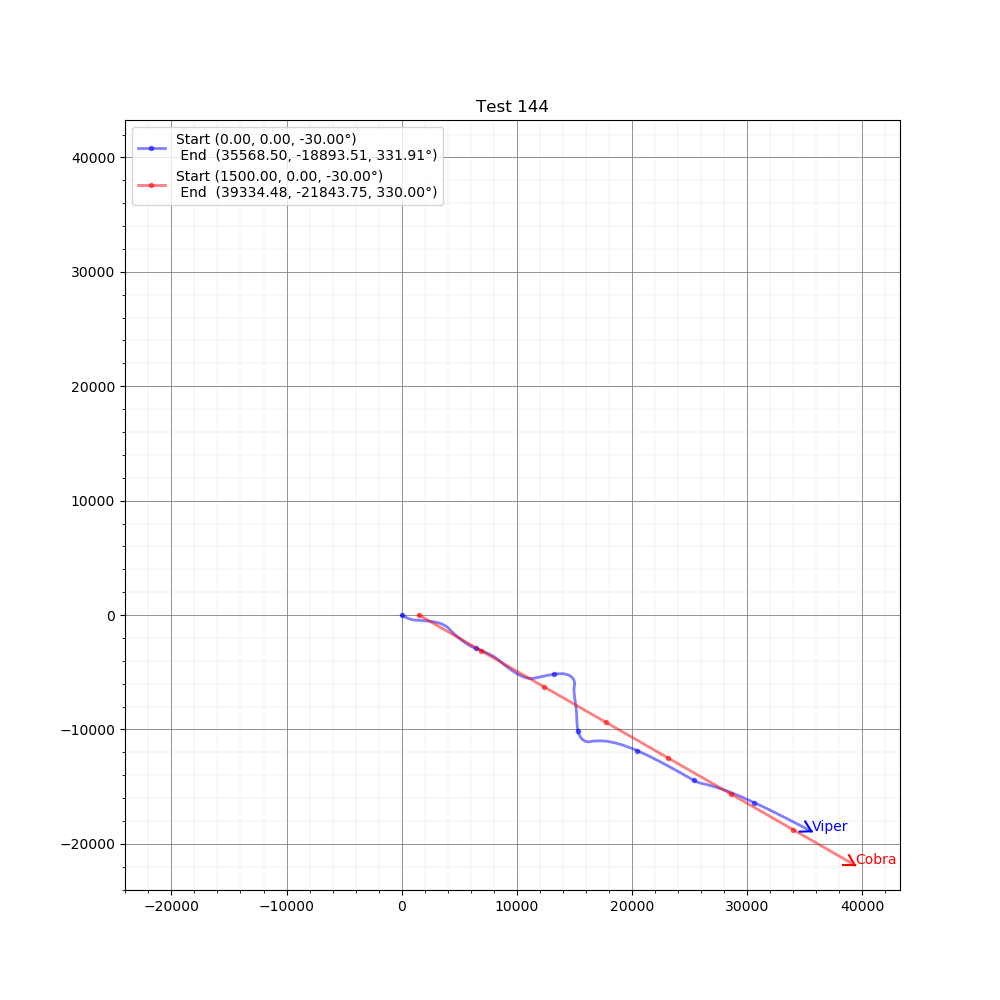 Test 144
Start (0.00, 0.00, -30.00°)
End  (35568.50, -18893.51, 331.91°)
Start (1500.00, 0.00, -30.00°)
End  (39334.48, -21843.75, 330.00°)
40000
30000
20000
10000
0
−10000
−20000
Viper
Cobra
−20000
−10000
0
10000
20000
30000
40000